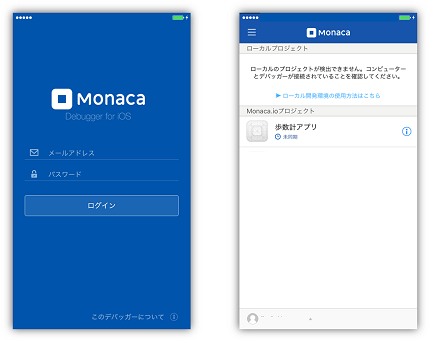 Monaca
Debugger for iOS
メールアドレス
パスワード
ログイン
このデバッガーについて
Monaca
ローカルプロジェクト
ローカルのプロジェクトが検出できません。コンピューター
とデバッガーが接続されていることを確認してください。
▶ ローカル開発環境の使用方法はこちら
Monaca.ioプロジェクト
歩数計アプリ
未同期